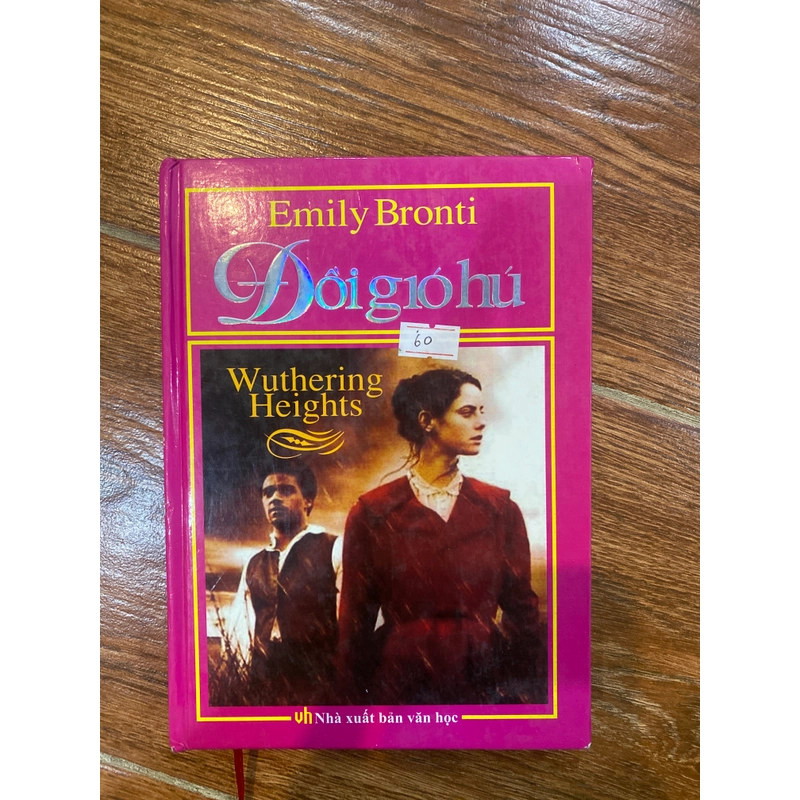 Emily Bronti
Đồi gió hú
60
Wuthering
Heights
vh Nhà xuất bản văn học